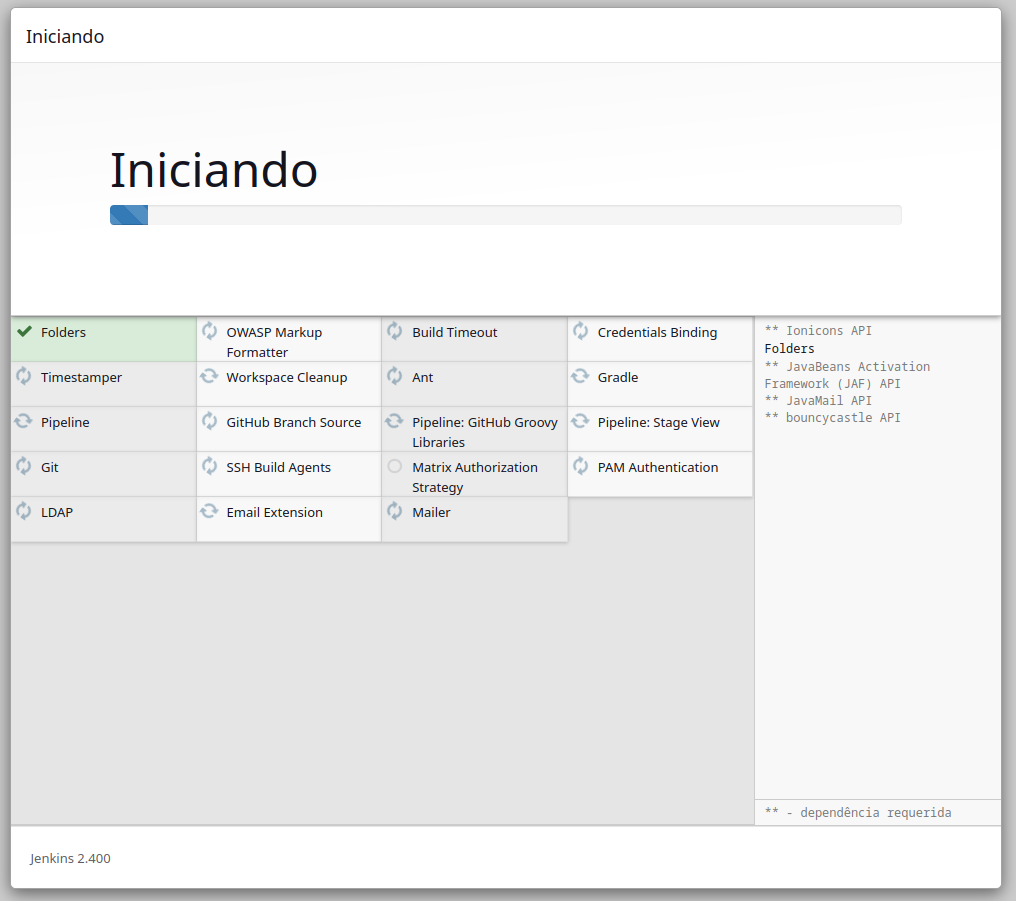 Iniciando
Iniciando
Folders
OWASP Markup
Formatter
Build Timeout
Credentials Binding
Timestamper
Workspace Cleanup
Ant
Gradle
Pipeline
GitHub Branch Source
Pipeline: GitHub Groovy
Libraries
Pipeline: Stage View
Git
SSH Build Agents
Matrix Authorization
Strategy
PAM Authentication
LDAP
Email Extension
Mailer
** Ionicons API
Folders
** JavaBeans Activation
Framework (JAF) API
** JavaMail API
** bouncycastle API
** - dependência requerida
Jenkins 2.400